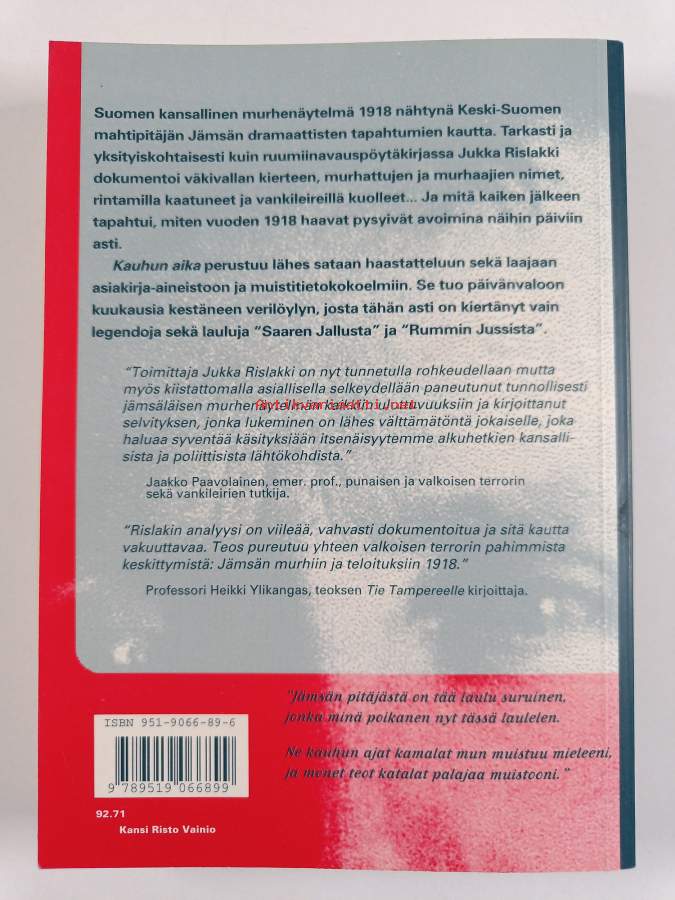 Suomen kansallinen murhenäytelmä 1918 nähtynä Keski-Suomen
mahtipitäjän Jämsän dramaattisten tapahtumien kautta. Tarkasti ja
yksityiskohtaisesti kuin ruumiinavauspöytäkirjassa Jukka Rislakki
dokumentoi väkivallan kierteen, murhattujen ja murhaajien nimet,
rintamilla kaatuneet ja vankileireillä kuolleet... Ja mitä kaiken jälkeen
tapahtui, miten vuoden 1918 haavat pysyivät avoimina näihin päiviin
asti.
Kauhun aika perustuu lähes sataan haastatteluun sekä laajaan
asiakirja-aineistoon ja muistitietokokoelmiin. Se tuo päivänvaloon
kuukausia kestäneen verilöylyn, josta tähän asti on kiertänyt vain
legendoja sekä lauluja "Saaren Jallusta" ja "Rummin Jussista".
"Toimittaja Jukka Rislakki on nyt tunnetulla rohkeudellaan mutta
myös kiistattomalla asiallisella selkeydellään paneutunut tunnollisesti
jämsäläisen murhenäytelmän kaikkiin ulottuvuuksiin ja kirjoittanut
selvityksen, jonka lukeminen on lähes välttämätöntä jokaiselle, joka
haluaa syventää käsityksiään itsenäisyytemme alkuhetkien kansalli-
sista ja poliittisista lähtökohdista."
Jaakko Paavolainen, emer. prof., punaisen ja valkoisen terrorin
sekä vankileirien tutkija.
"Rislakin analyysi on viileää, vahvasti dokumentoitua ja sitä kautta
vakuuttavaa. Teos pureutuu yhteen valkoisen terrorin pahimmista
keskittymistä: Jämsän murhiin ja teloituksiin 1918."
Professori Heikki Ylikangas, teoksen Tie Tampereelle kirjoittaja.
"Jämsän pitäjästä on tää laulu suruinen,
jonka minä poikanen nyt tässä laulelen.
Ne kauhun ajat kamalat mun muistuu mieleeni,
ja monet teot katalat palajaa muistooni."
ISBN 951-9066-89-6
9 789519 066899
92.71
Kansi Risto Vainio